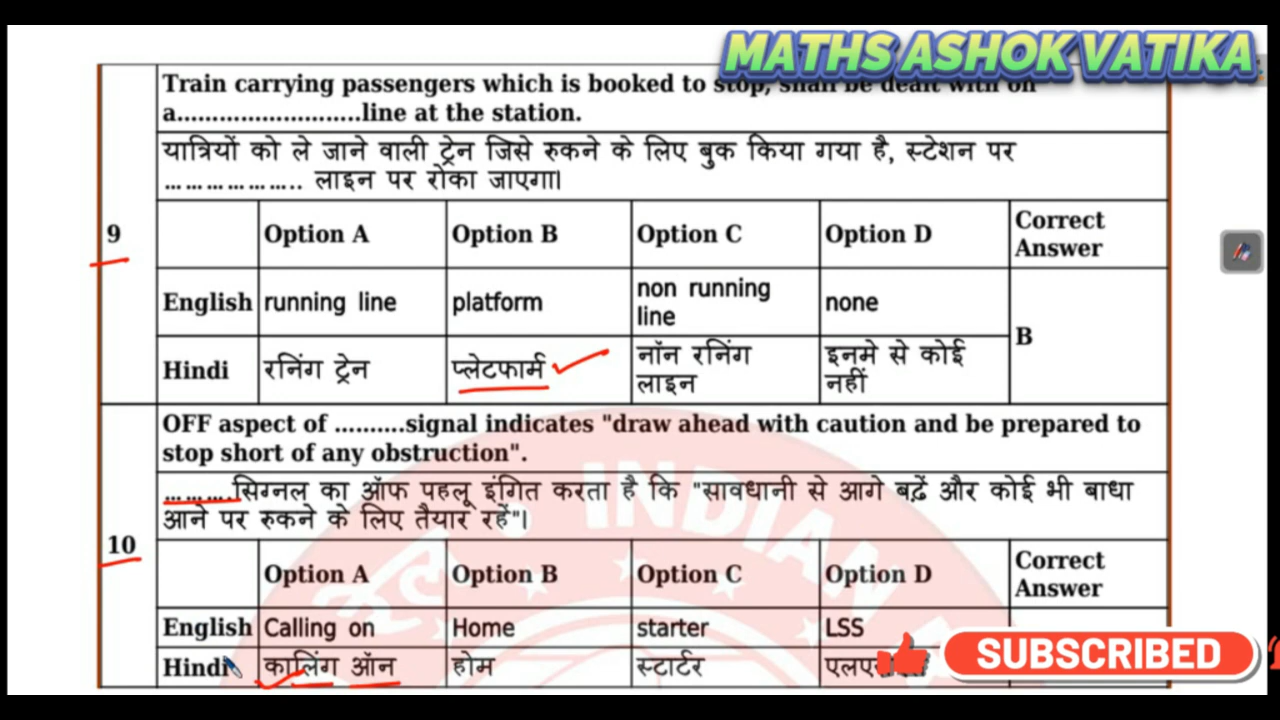 MATHS ASHOK VATIKA
Train carrying passengers which is booked to stop, shall be dealt with on
a.........................line at the station.
यात्रियों को ले जाने वाली ट्रेन जिसे रुकने के लिए बुक किया गया है, स्टेशन पर
……………….. लाइन पर रोका जाएगा।
9
Option A Option B Option C Option D Correct Answer
English running line platform non running line none
B
Hindi रनिंग ट्रेन प्लेटफार्म नॉन रनिंग लाइन इनमे से कोई नहीं
OFF aspect of ..........signal indicates "draw ahead with caution and be prepared to
stop short of any obstruction".
……….सिग्नल का ऑफ पहलू इंगित करता है कि "सावधानी से आगे बढ़ें और कोई भी बाधा
आने पर रुकने के लिए तैयार रहें"।
10
Option A Option B Option C Option D Correct Answer
English Calling on Home starter LSS
Hindi कालिंग ऑन होम स्टार्टर
SUBSCRIBED
INDIAN